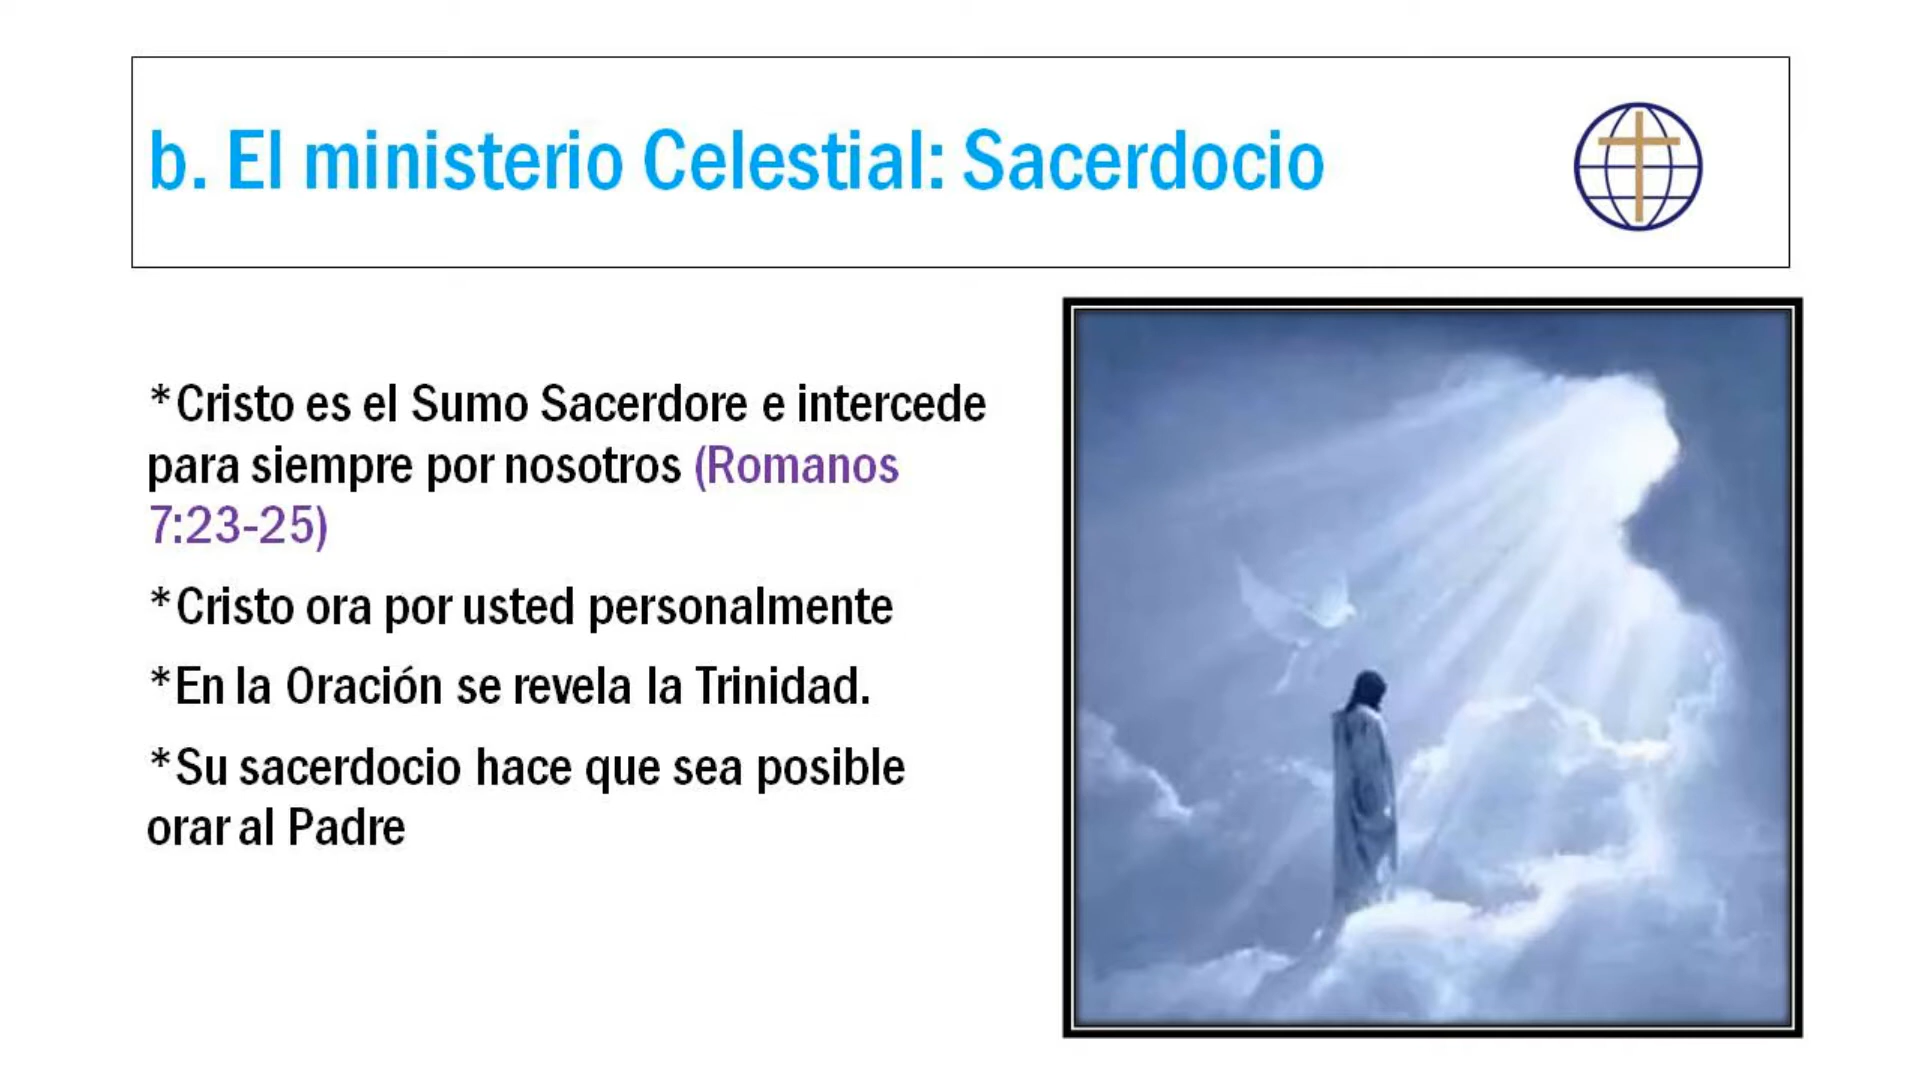 b. El ministerio Celestial: Sacerdocio
*Cristo es el Sumo Sacerdore e intercede
para siempre por nosotros (Romanos
7:23-25)
*Cristo ora por usted personalmente
*En la Oración se revela la Trinidad.
*Su sacerdocio hace que sea posible
orar al Padre